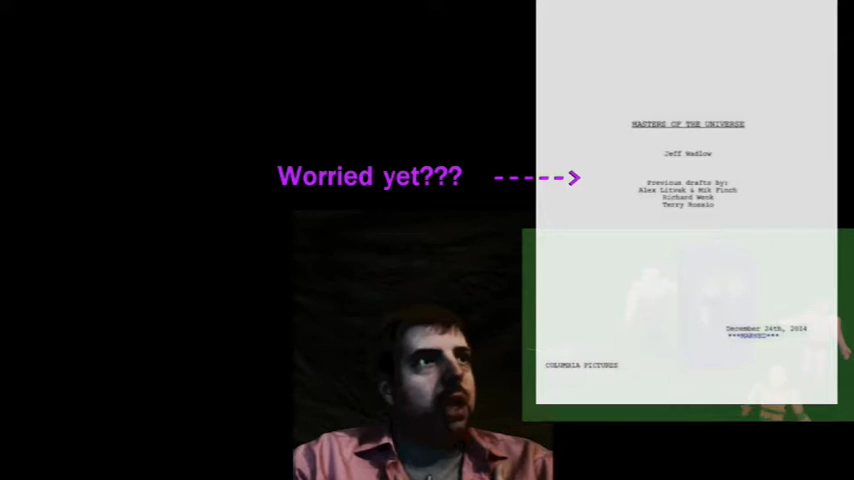 MASTERS OF THE UNIVERSE
Jeff Wadlow
Worried yet??? ----->
Previous drafts by:
Alex Litvak & Mik Finch
Richard Wenk
Terry Rossio
December 24th, 2014
***MARKED***
COLUMBIA PICTURES